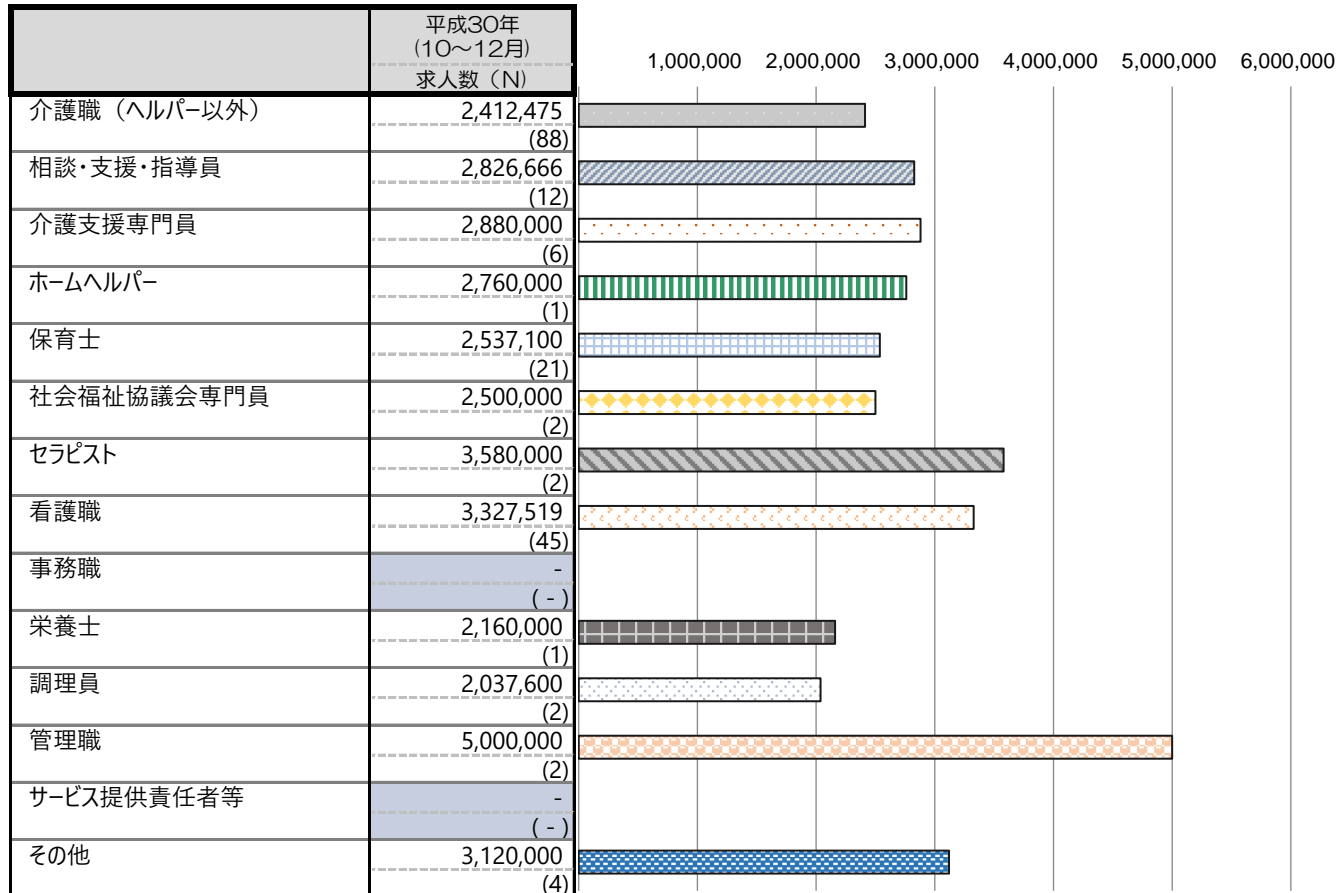 平成30年
(10～12月)
求人数（N）
1,000,000 2,000,000 3,000,000 4,000,000 5,000,000 6,000,000
介護職（ヘルパー以外） 2,412,475
(88)
相談・支援・指導員 2,826,666
(12)
介護支援専門員 2,880,000
(6)
ホームヘルパー 2,760,000
(1)
保育士 2,537,100
(21)
社会福祉協議会専門員 2,500,000
(2)
セラピスト 3,580,000
(2)
看護職 3,327,519
(45)
事務職 -
( - )
栄養士 2,160,000
(1)
調理員 2,037,600
(2)
管理職 5,000,000
(2)
サービス提供責任者等 -
( - )
その他 3,120,000
(4)